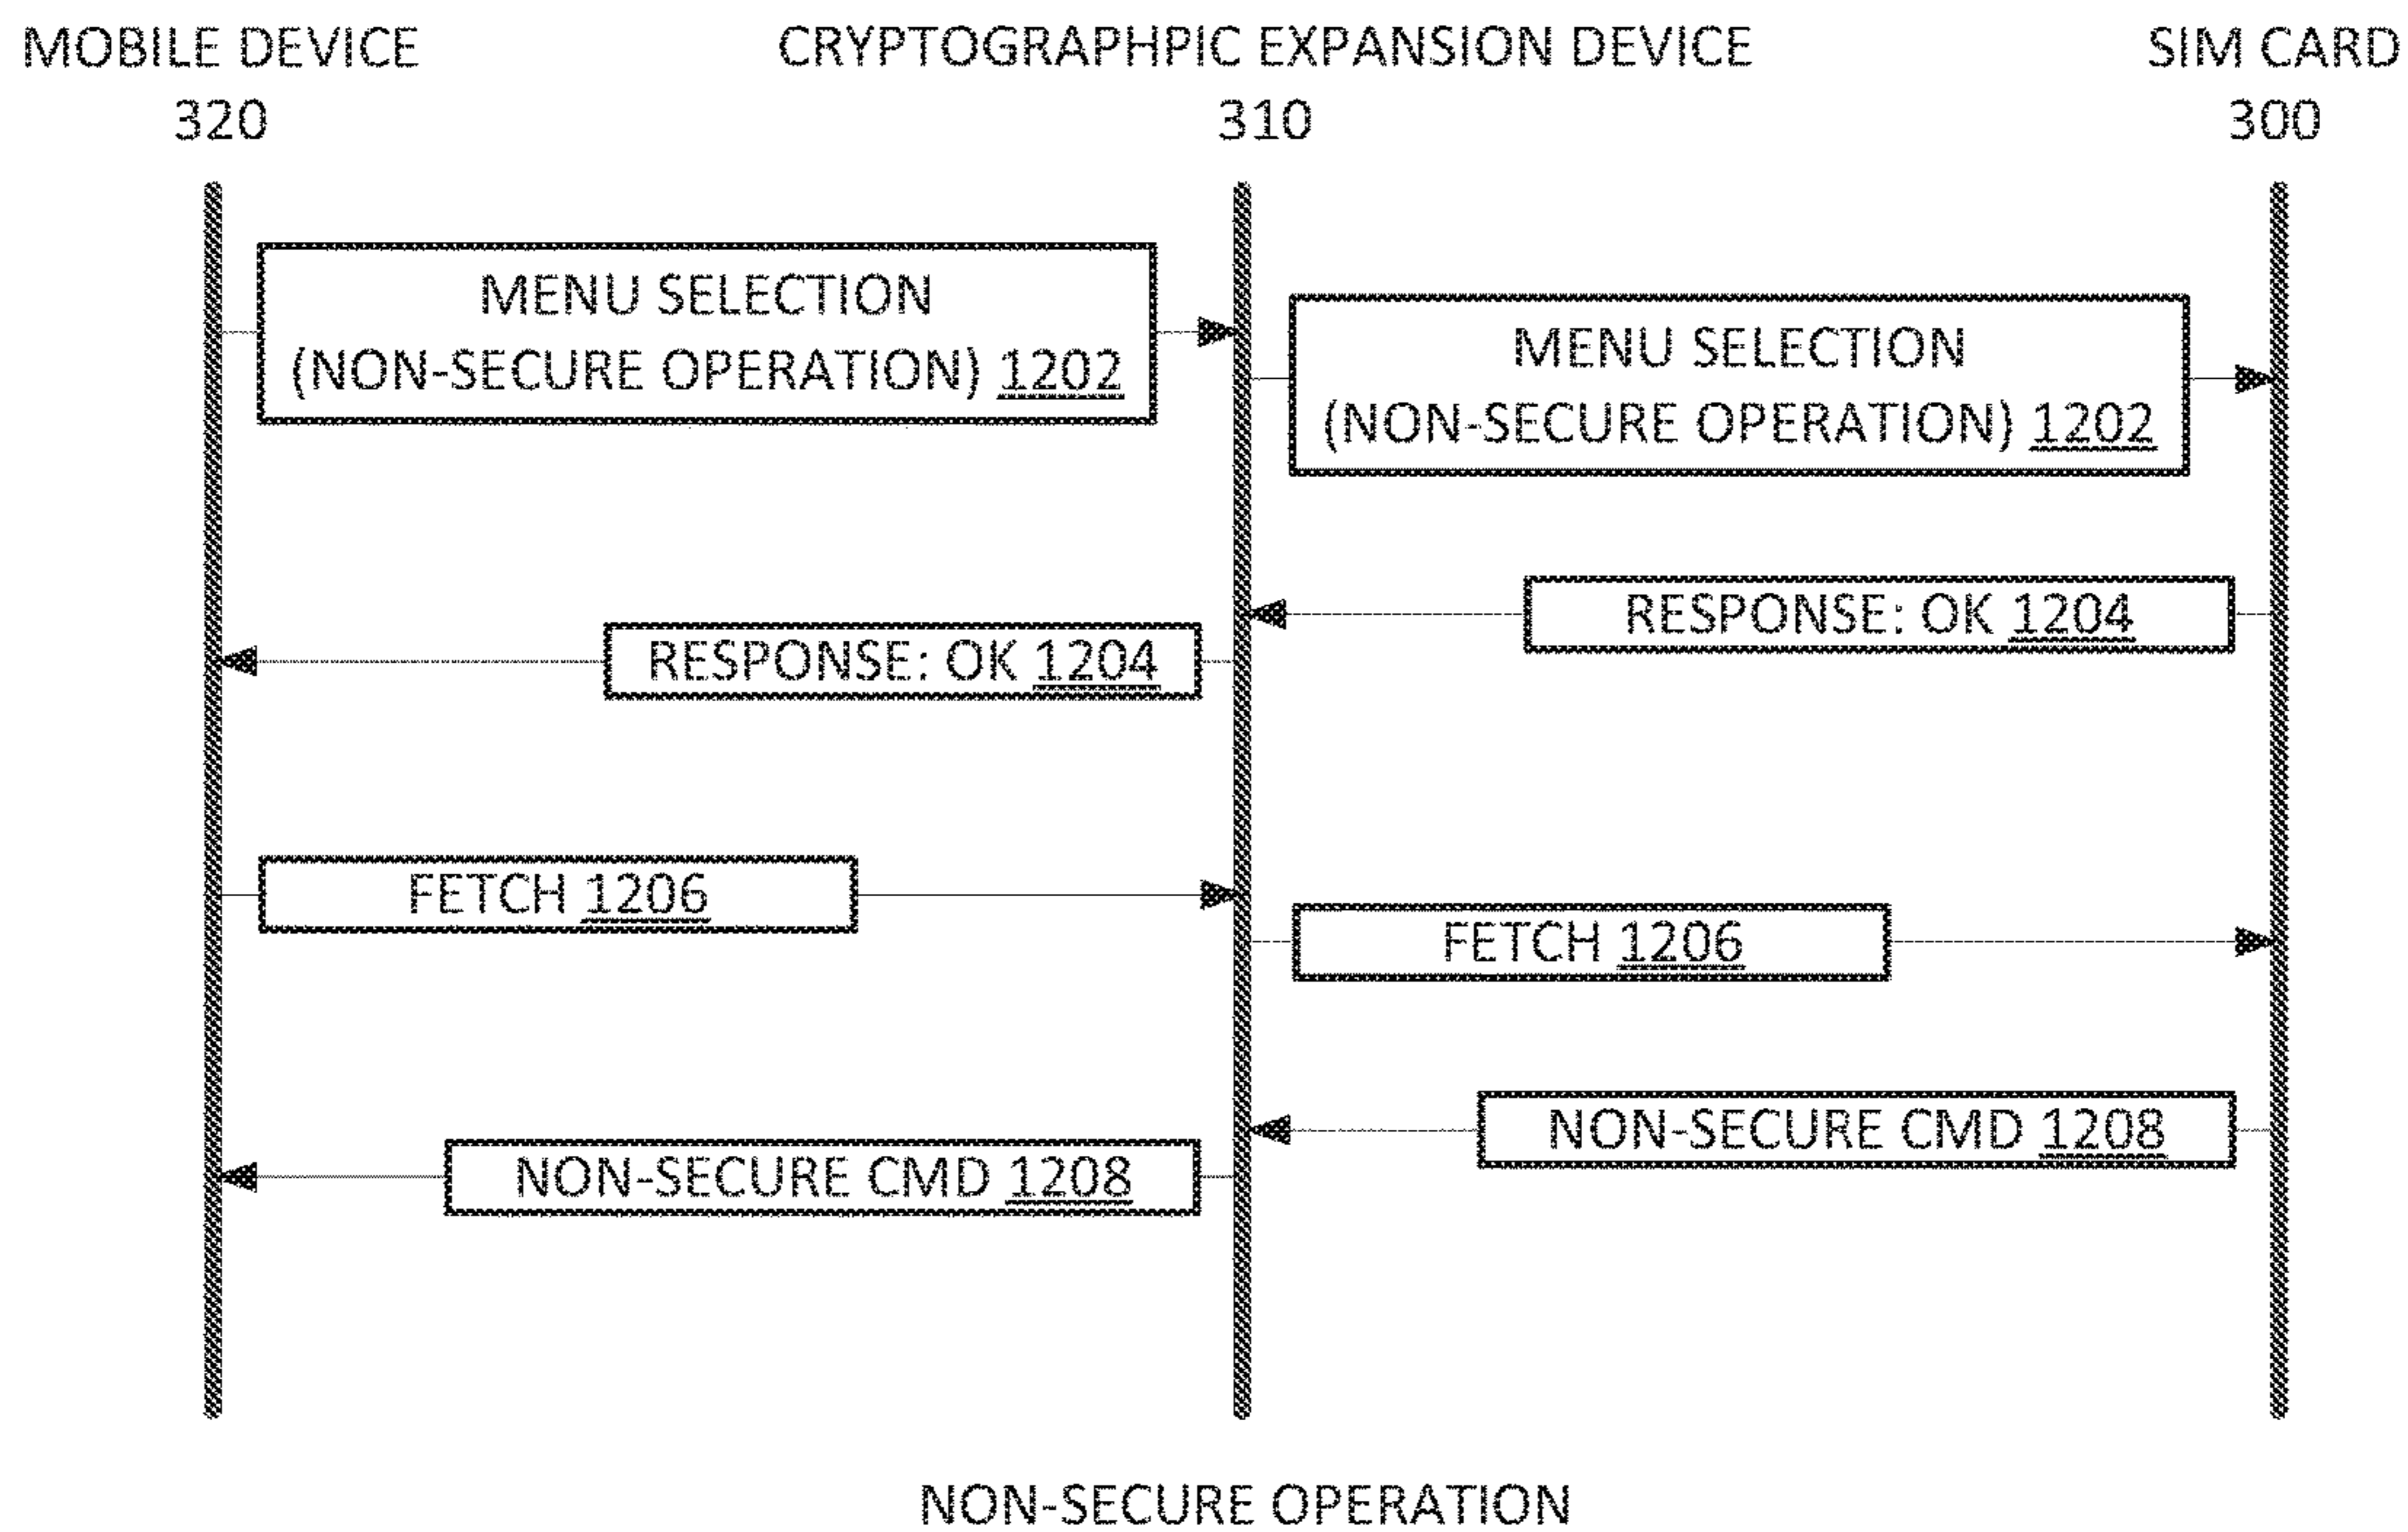 MOBILE DEVICE
320
CRYPTOGRAPHPIC EXPANSION DEVICE
310
SIM CARD
300
MENU SELECTION
(NON-SECURE OPERATION) 1202
MENU SELECTION
(NON-SECURE OPERATION) 1202
RESPONSE: OK 1204
RESPONSE: OK 1204
FETCH 1206
FETCH 1206
NON-SECURE CMD 1208
NON-SECURE CMD 1208
NON-SECURE OPERATION